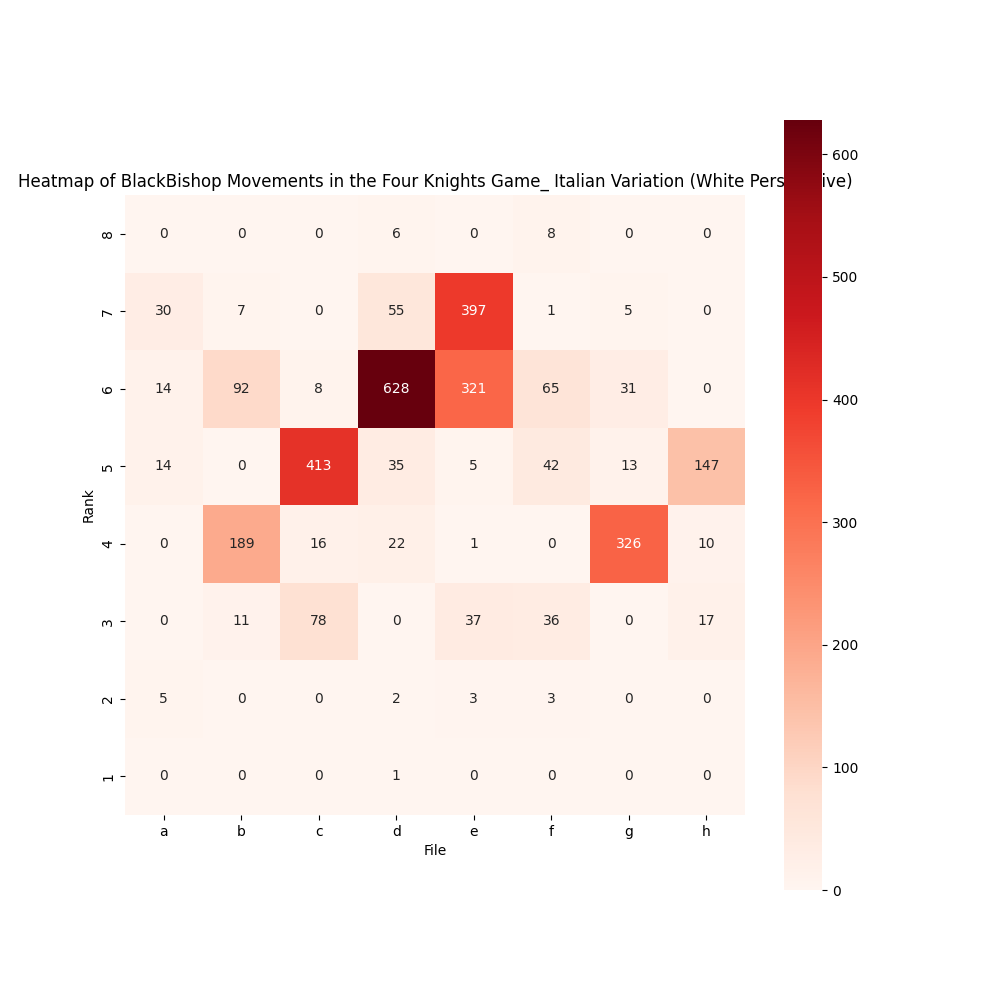 Heatmap of BlackBishop Movements in the Four Knights Game_ Italian Variation (White Pers ive)
8 0 0 0 6 0 8 0 0
7 30 7 0 55 397 1 5 0
6 14 92 8 628 321 65 31 0
5 14 0 413 35 5 42 13 147
4 0 189 16 22 1 0 326 10
3 0 11 78 0 37 36 0 17
2 5 0 0 2 3 3 0 0
1 0 0 0 1 0 0 0 0
a b c d e f g h
Rank
File
600
500
400
300
200
100
0